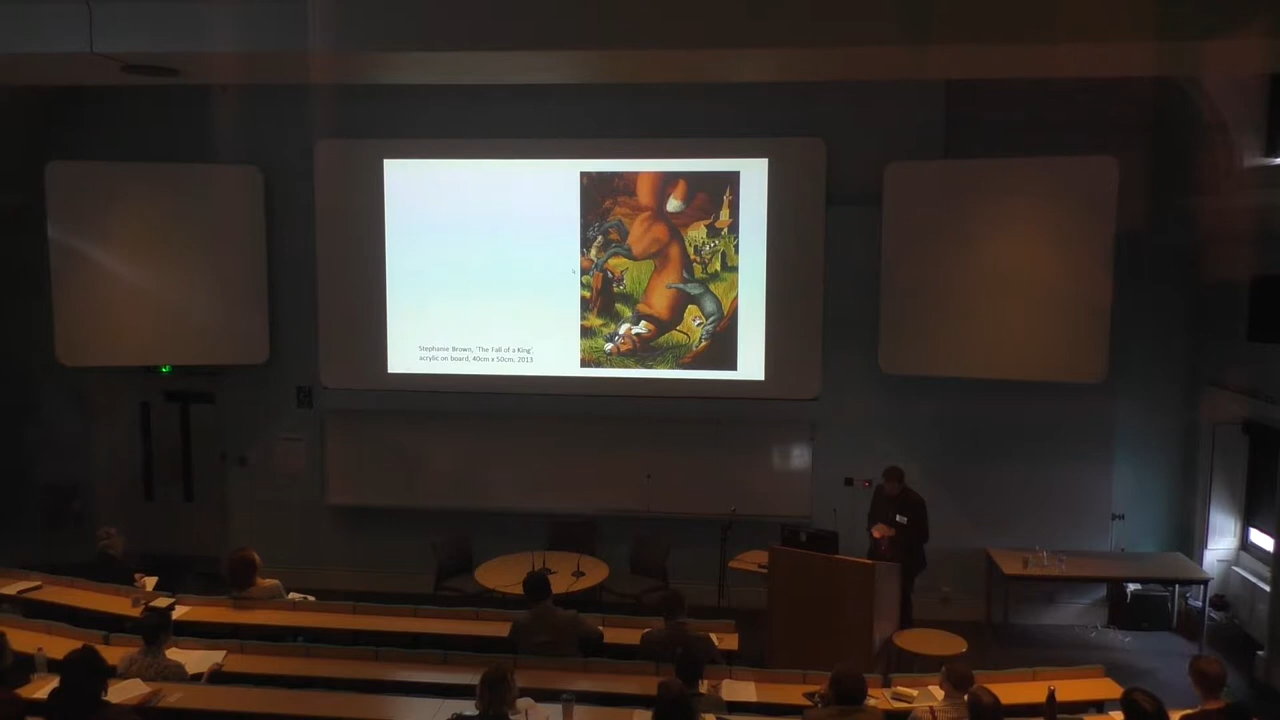 Stephanie Brown, 'The Fall of a King',
acrylic on board, 40cm x 50cm, 2013